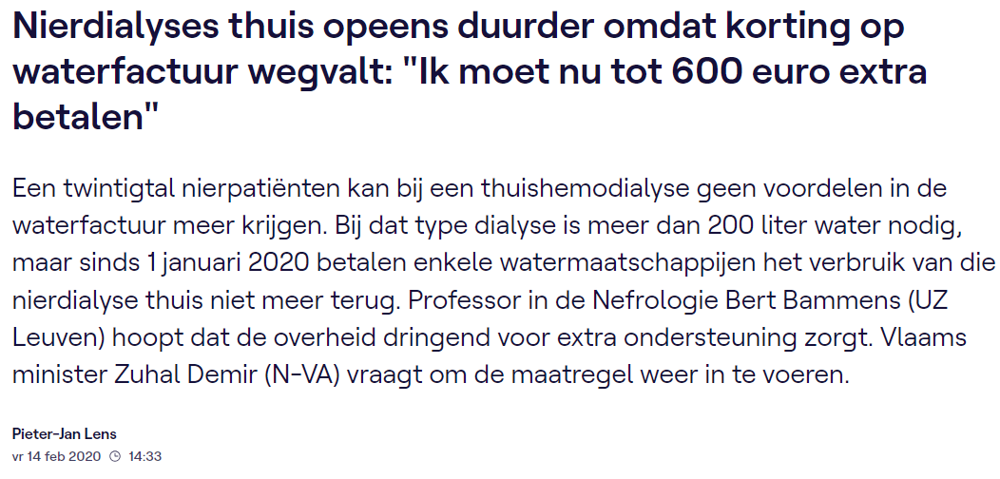 Nierdialyses thuis opeens duurder omdat korting op
waterfactuur wegvalt: "Ik moet nu tot 600 euro extra
betalen"
Een twintigtal nierpatiënten kan bij een thuishemodialyse geen voordelen in de
waterfactuur meer krijgen. Bij dat type dialyse is meer dan 200 liter water nodig,
maar sinds 1 januari 2020 betalen enkele watermaatschappijen het verbruik van die
nierdialyse thuis niet meer terug. Professor in de Nefrologie Bert Bammens (UZ
Leuven) hoopt dat de overheid dringend voor extra ondersteuning zorgt. Vlaams
minister Zuhal Demir (N-VA) vraagt om de maatregel weer in te voeren.
Pieter-Jan Lens
vr 14 feb 2020 14:33